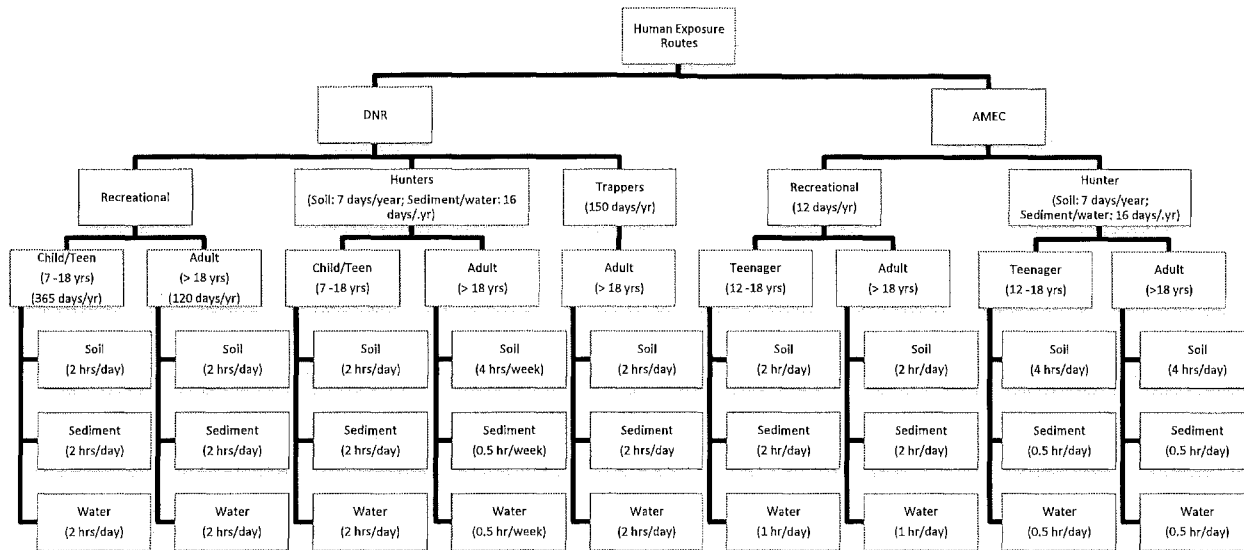 Human Exposure
Routes
DNR
AMEC
Recreational
Hunters
(Soil: 7 days/year; Sediment/water: 16
days/.yr)
Trappers
(150 days/yr)
Recreational
(12 days/yr)
Hunter
(Soil: 7 days/year;
Sediment/water: 16 days/.yr)
Child/Teen
(7 -18 yrs)
(365 days/yr)
Adult
(> 18 yrs)
(120 days/yr)
Child/Teen
(7 -18 yrs)
Adult
(> 18 yrs)
Adult
(> 18 yrs)
Teenager
(12 -18 yrs)
Adult
(> 18 yrs)
Teenager
(12 -18 yrs)
Adult
(>18 yrs)
Soil
(2 hrs/day)
Soil
(2 hrs/day)
Soil
(2 hrs/day)
Soil
(4 hrs/week)
Soil
(2 hrs/day)
Soil
(2 hr/day)
Soil
(2 hr/day)
Soil
(4 hr/day)
Soil
(4 hr/day)
Sediment
(2 hrs/day)
Sediment
(2 hrs/day)
Sediment
(2 hrs/day)
Sediment
(0.5 hr/week)
Sediment
(2 hrs/day
Sediment
(2 hr/day)
Sediment
(2 hr/day)
Sediment
(0.5 hr/day)
Sediment
(0.5 hr/day)
Water
(2 hrs/day)
Water
(2 hrs/day)
Water
(2 hrs/day)
Water
(0.5 hr/week)
Water
(2 hrs/day)
Water
(1 hr/day)
Water
(1 hr/day)
Water
(0.5 hr/day)
Water
(0.5 hr/day)